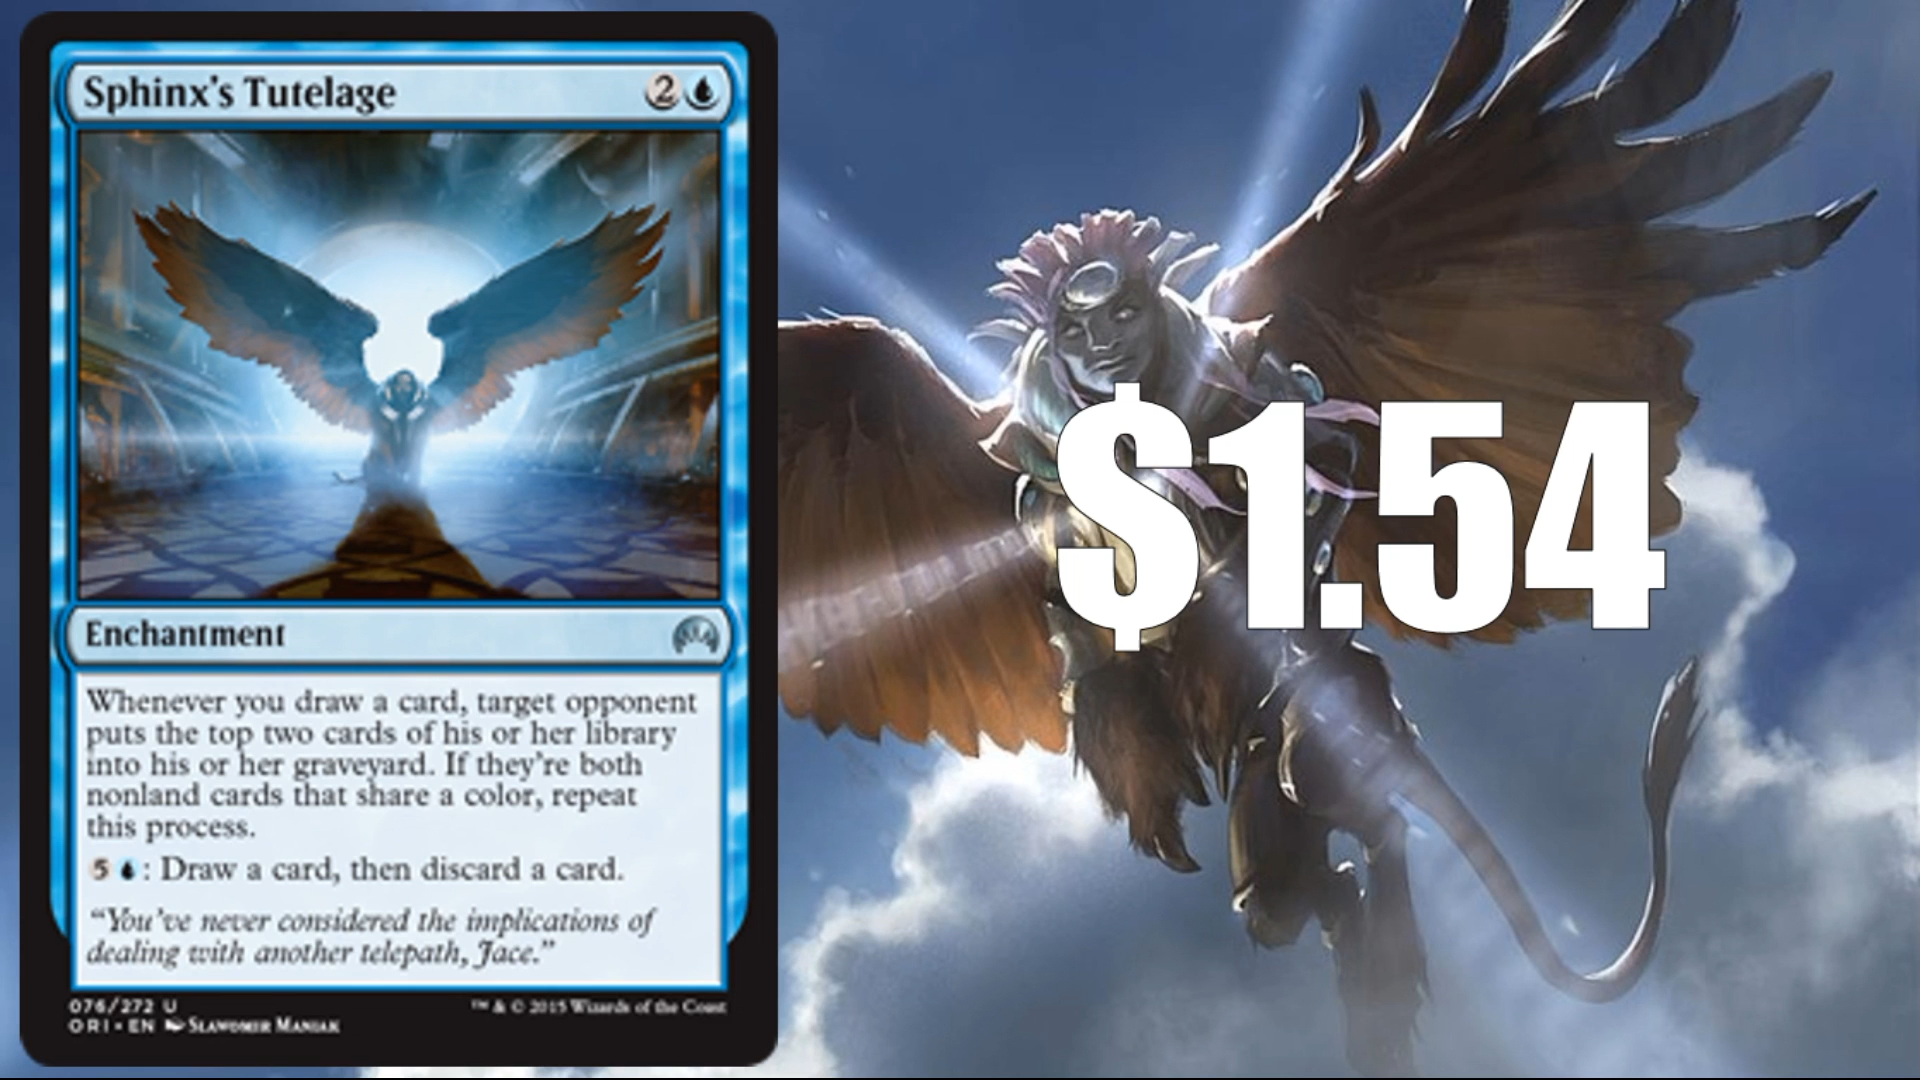 Sphinx's Tutelage 2
Enchantment
Whenever you draw a card, target opponent
puts the top two cards of his or her library
into his or her graveyard. If they're both
nonland cards that share a color, repeat
this process.
5 : Draw a card, then discard a card.
"You've never considered the implications of
dealing with another telepath, Jace."
076/272 U
™ & © 2015 Wizards of the Coast
ORI • EN Slawomir Maniak
$1.54